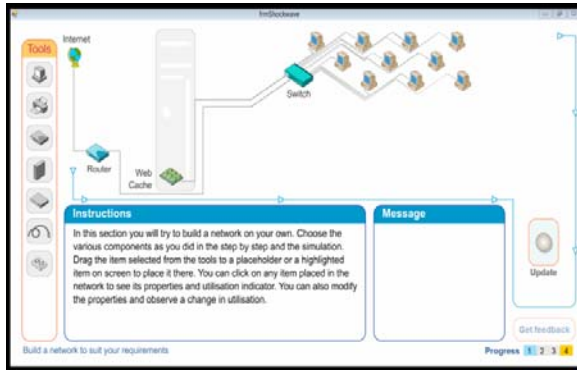 frmShockwave
Tools
Internet
Switch
Router
Web
Cache
Instructions
In this section you will try to build a network on your own. Choose the
various components as you did in the step by step and the simulation.
Drag the item selected from the tools to a placeholder or a highlighted
item on screen to place it there. You can click on any item placed in the
network to see its properties and utilisation indicator. You can also modify
the properties and observe a change in utilisation.
Message
Update
Get feedback
Build a network to suit your requirements
Progress 1 2 3 4